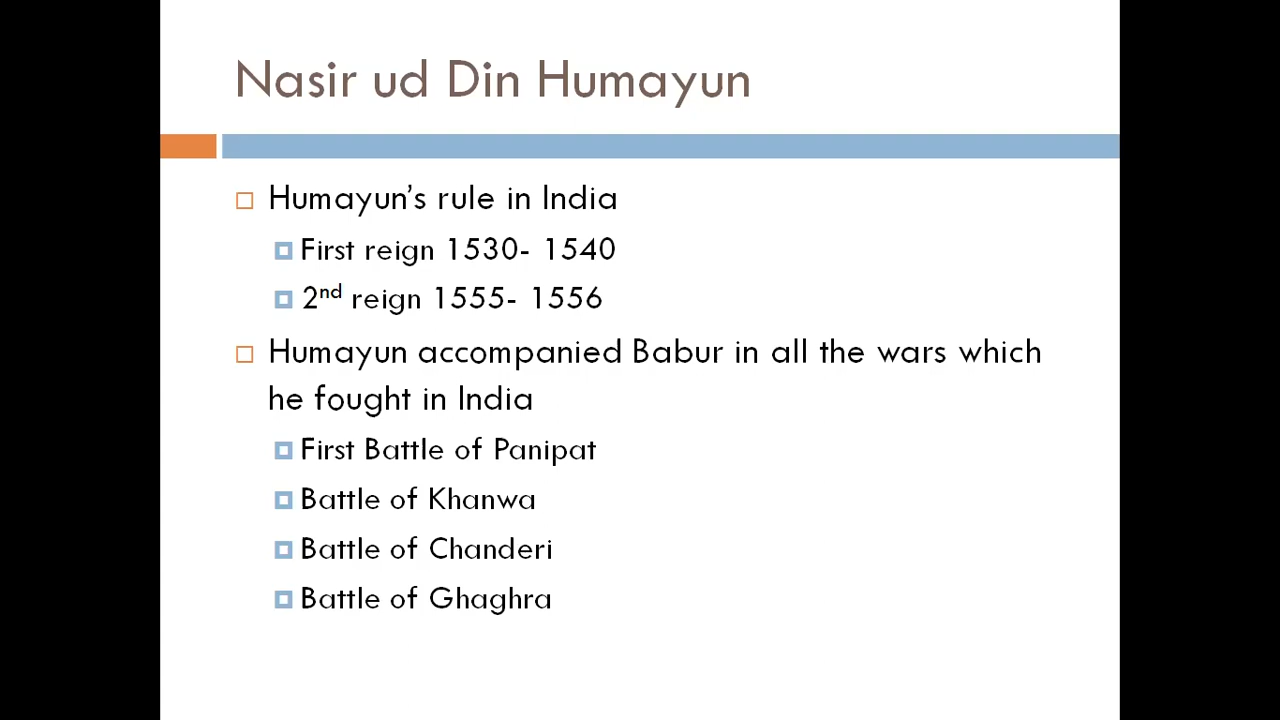 Nasir ud Din Humayun
Humayun’s rule in India
First reign 1530- 1540
2nd reign 1555- 1556
Humayun accompanied Babur in all the wars which
he fought in India
First Battle of Panipat
Battle of Khanwa
Battle of Chanderi
Battle of Ghaghra